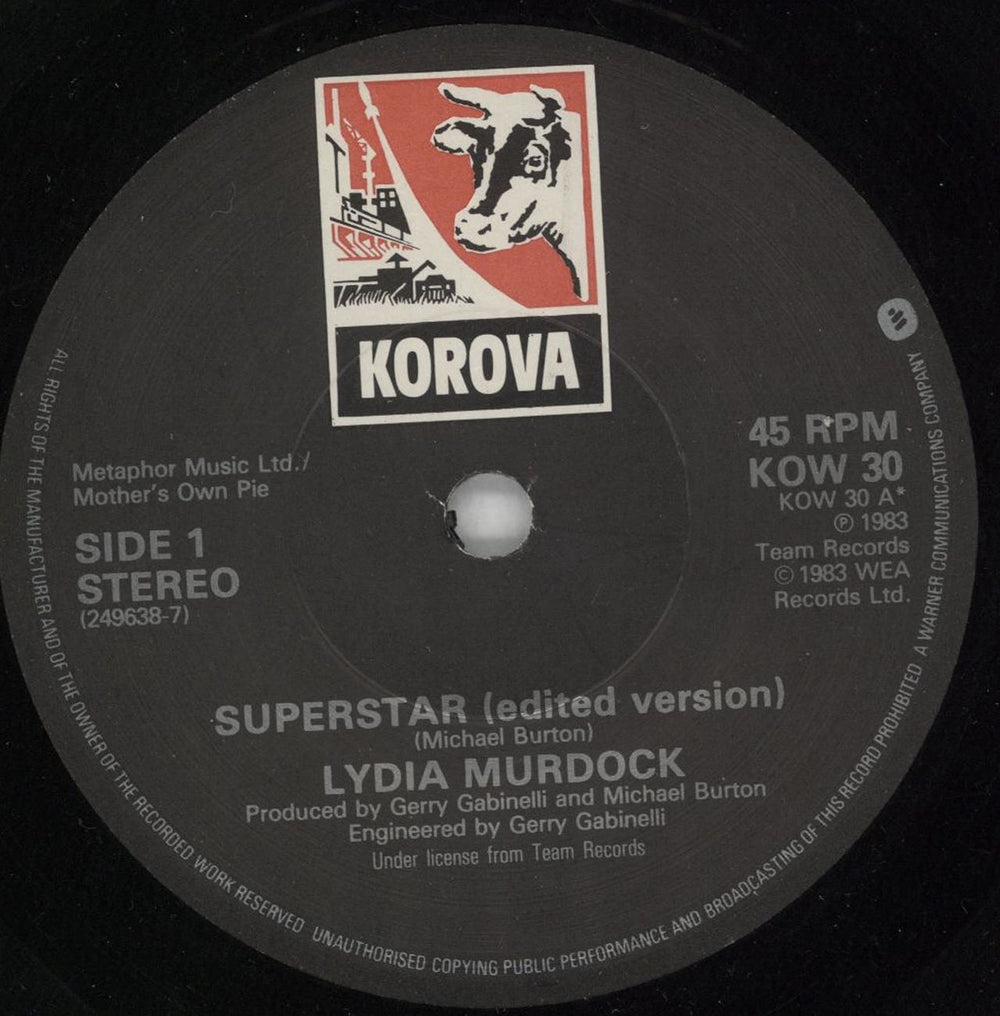 KOROVA
Metaphor Music Ltd./
Mother's Own Pie
SIDE 1
STEREO
(249638-7)
45 RPM
KOW 30
KOW 30 A*
℗ 1983
Team Records
© 1983 WEA
Records Ltd.
SUPERSTAR (edited version)
(Michael Burton)
LYDIA MURDOCK
Produced by Gerry Gabinelli and Michael Burton
Engineered by Gerry Gabinelli
Under license from Team Records
ALL RIGHTS OF THE MANUFACTURER AND OF THE OWNER OF THE RECORDED WORK RESERVED UNAUTHORISED COPYING PUBLIC PERFORMANCE AND BROADCASTING OF THIS RECORD PROHIBITED A WARNER COMMUNICATIONS COMPANY